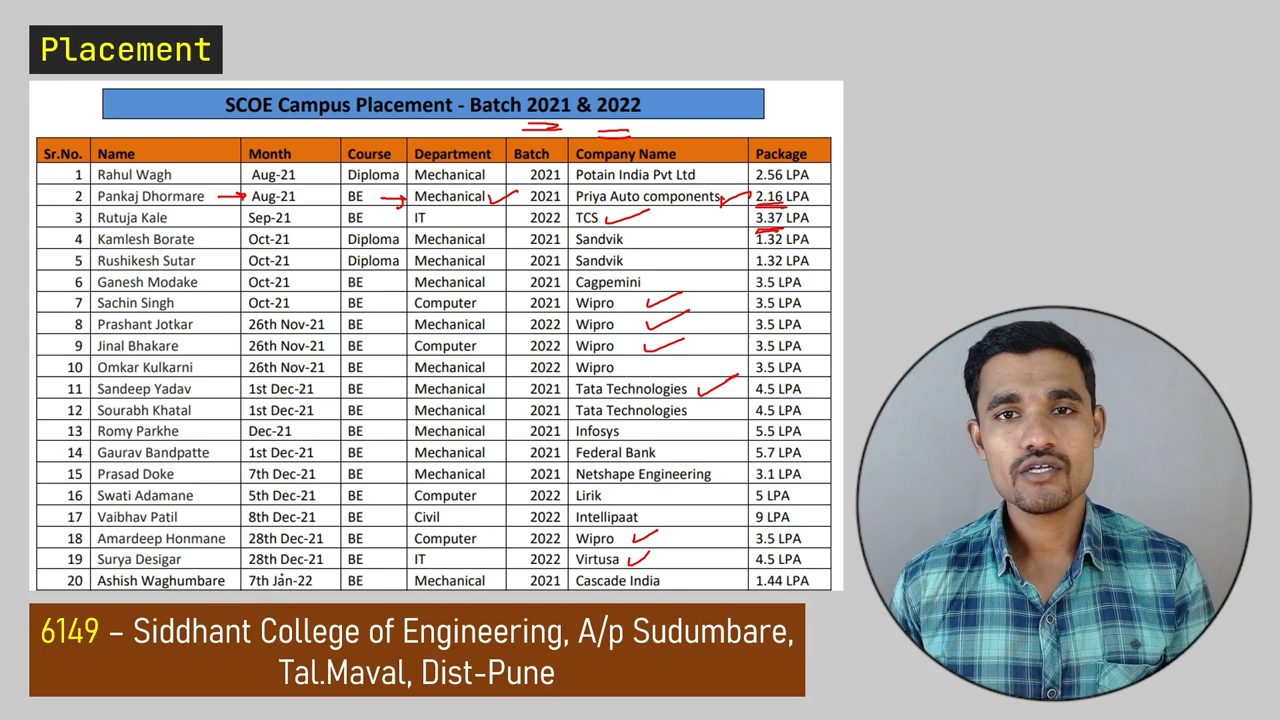 Placement
SCOE Campus Placement - Batch 2021 & 2022
Sr.No. Name Month Course Department Batch Company Name Package
1 Rahul Wagh Aug-21 Diploma Mechanical 2021 Potain India Pvt Ltd 2.56 LPA
2 Pankaj Dhormare Aug-21 BE Mechanical 2021 Priya Auto components 2.16 LPA
3 Rutuja Kale Sep-21 BE IT 2022 TCS 3.37 LPA
4 Kamlesh Borate Oct-21 Diploma Mechanical 2021 Sandvik 1.32 LPA
5 Rushikesh Sutar Oct-21 Diploma Mechanical 2021 Sandvik 1.32 LPA
6 Ganesh Modake Oct-21 BE Mechanical 2021 Cagpemini 3.5 LPA
7 Sachin Singh Oct-21 BE Computer 2021 Wipro 3.5 LPA
8 Prashant Jotkar 26th Nov-21 BE Mechanical 2022 Wipro 3.5 LPA
9 Jinal Bhakare 26th Nov-21 BE Computer 2022 Wipro 3.5 LPA
10 Omkar Kulkarni 26th Nov-21 BE Mechanical 2022 Wipro 3.5 LPA
11 Sandeep Yadav 1st Dec-21 BE Mechanical 2021 Tata Technologies 4.5 LPA
12 Sourabh Khatal 1st Dec-21 BE Mechanical 2021 Tata Technologies 4.5 LPA
13 Romy Parkhe Dec-21 BE Mechanical 2021 Infosys 5.5 LPA
14 Gaurav Bandpatte 1st Dec-21 BE Mechanical 2021 Federal Bank 5.7 LPA
15 Prasad Doke 7th Dec-21 BE Mechanical 2021 Netshape Engineering 3.1 LPA
16 Swati Adamane 5th Dec-21 BE Computer 2022 Lirik 5 LPA
17 Vaibhav Patil 8th Dec-21 BE Civil 2022 Intellipaat 9 LPA
18 Amardeep Honmane 28th Dec-21 BE Computer 2022 Wipro 3.5 LPA
19 Surya Desigar 28th Dec-21 BE IT 2022 Virtusa 4.5 LPA
20 Ashish Waghumbare 7th Jan-22 BE Mechanical 2021 Cascade India 1.44 LPA
6149 – Siddhant College of Engineering, A/p Sudumbare,
Tal.Maval, Dist-Pune